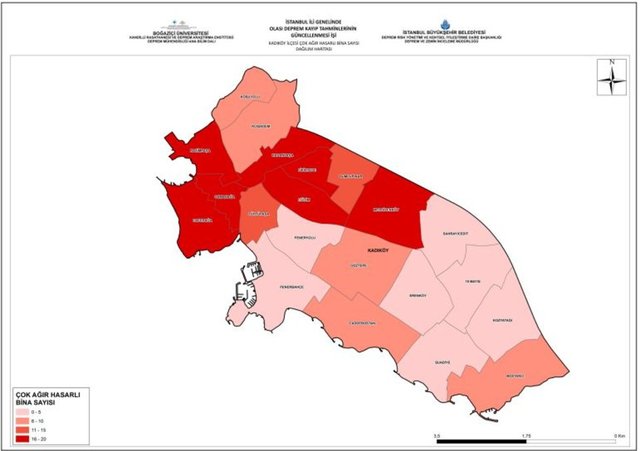 BOĞAZİÇİ ÜNİVERSİTESİ
KANDİLLİ RASATHANESİ VE DEPREM ARAŞTIRMA ENSTİTÜSÜ
DEPREM MÜHENDİSLİĞİ ANA BİLİM DALI
İSTANBUL İLİ GENELİNDE
OLASI DEPREM KAYIP TAHMİNLERİNİN
GÜNCELLENMESİ İŞİ
KADIKÖY İLÇESİ ÇOK AĞIR HASARLI BİNA SAYISI
DAĞILIM HARİTASI
İSTANBUL BÜYÜKŞEHİR BELEDİYESİ
DEPREM RİSK YÖNETİMİ VE KENTSEL İYİLEŞTİRME DAİRE BAŞKANLIĞI
DEPREM VE ZEMİN İNCELEME MÜDÜRLÜĞÜ
N
KOŞUYOLU
ACIBADEM
RASİMPAŞA
HASANPAŞA
FİKİRTEPE
DUMLUPINAR
OSMANAĞA
EĞİTİM
MERDİVENKÖY
CAFERAĞA
ZÜHTÜPAŞA
FENERYOLU
SAHRAYICEDİT
KADIKÖY
GÖZTEPE
FENERBAHÇE
ERENKÖY
19 MAYIS
KOZYATAĞI
CADDEBOSTAN
SUADİYE
BOSTANCI
ÇOK AĞIR HASARLI
BİNA SAYISI
0 - 5
6 - 10
11 - 15
16 - 20
3,5
1,75
0 Km